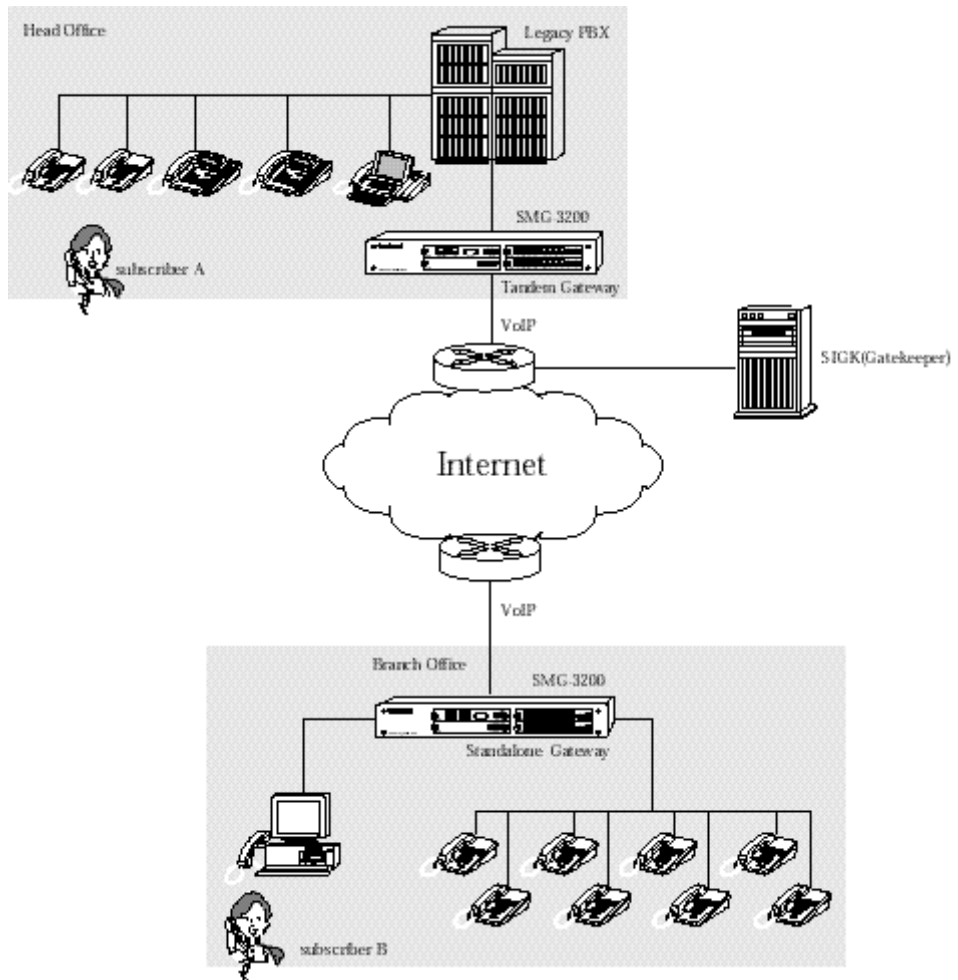 Head Office
Legacy PBX
SMG-3200
subscriber A
Tandem Gateway
VoIP
SIGK(Gatekeeper)
Internet
VoIP
Branch Office
SMG-3200
Standalone Gateway
subscriber B